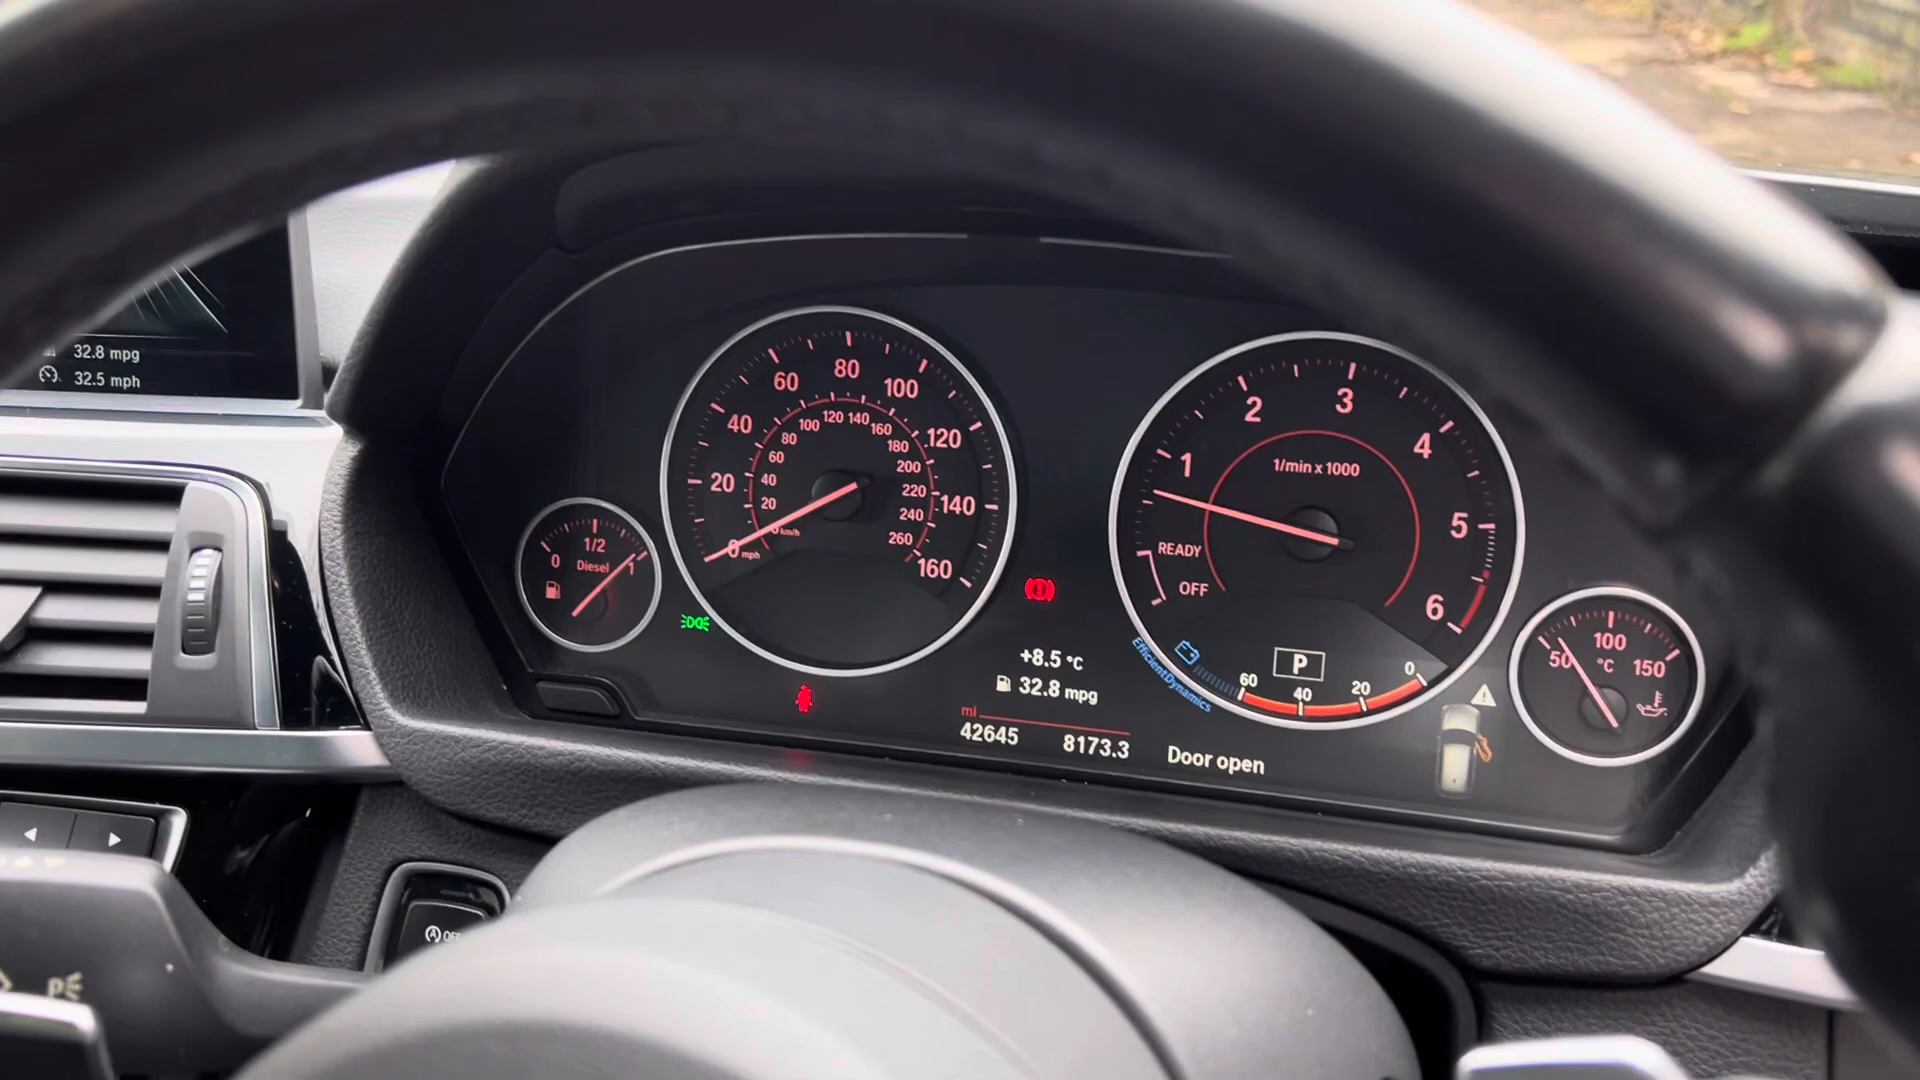 32.8 mpg
32.5 mph
0
1/2
1
Diesel
0 mph
20
40
60
80
100
120
140
160
km/h
20
40
60
80
100
120
140
160
180
200
220
240
260
+8.5 °C
32.8 mpg
mi
42645 8173.3
1
2
3
4
5
6
1/min x 1000
READY
OFF
P
EfficientDynamics
60
40
20
0
Door open
50
100
150
°C
OFF
P